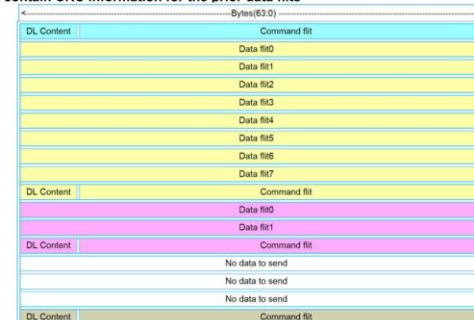 contain CRC information for the prior data flits
Bytes(63:0)
DL Content Command flit
Data flit0
Data flit1
Data flit2
Data flit3
Data flit4
Data flit5
Data flit6
Data flit7
DL Content Command flit
Data flit0
Data flit1
DL Content Command flit
No data to send
No data to send
No data to send
DL Content Command flit